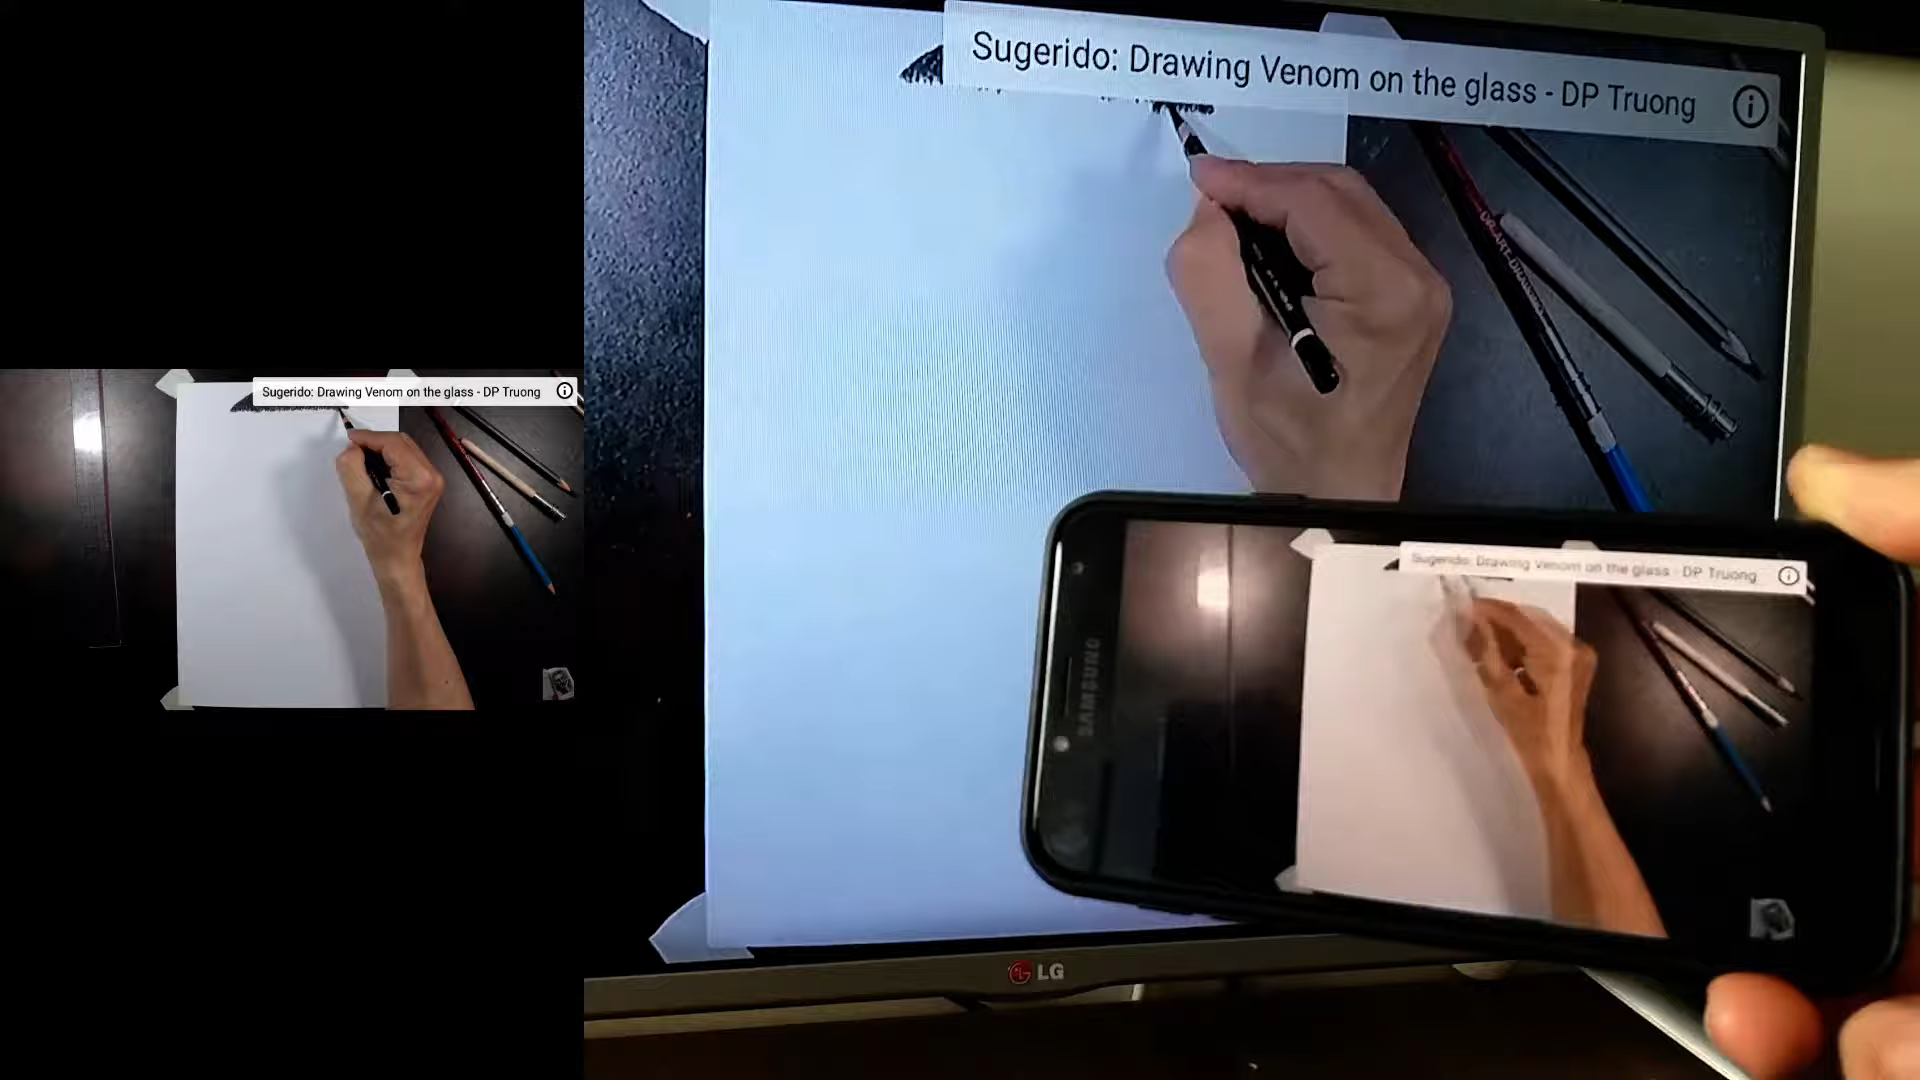 Sugerido: Drawing Venom on the glass - DP Truong
Sugerido: Drawing Venom on the glass - DP Truong
Sugerido: Drawing Venom on the glass - DP Truong
SAMSUNG
LG